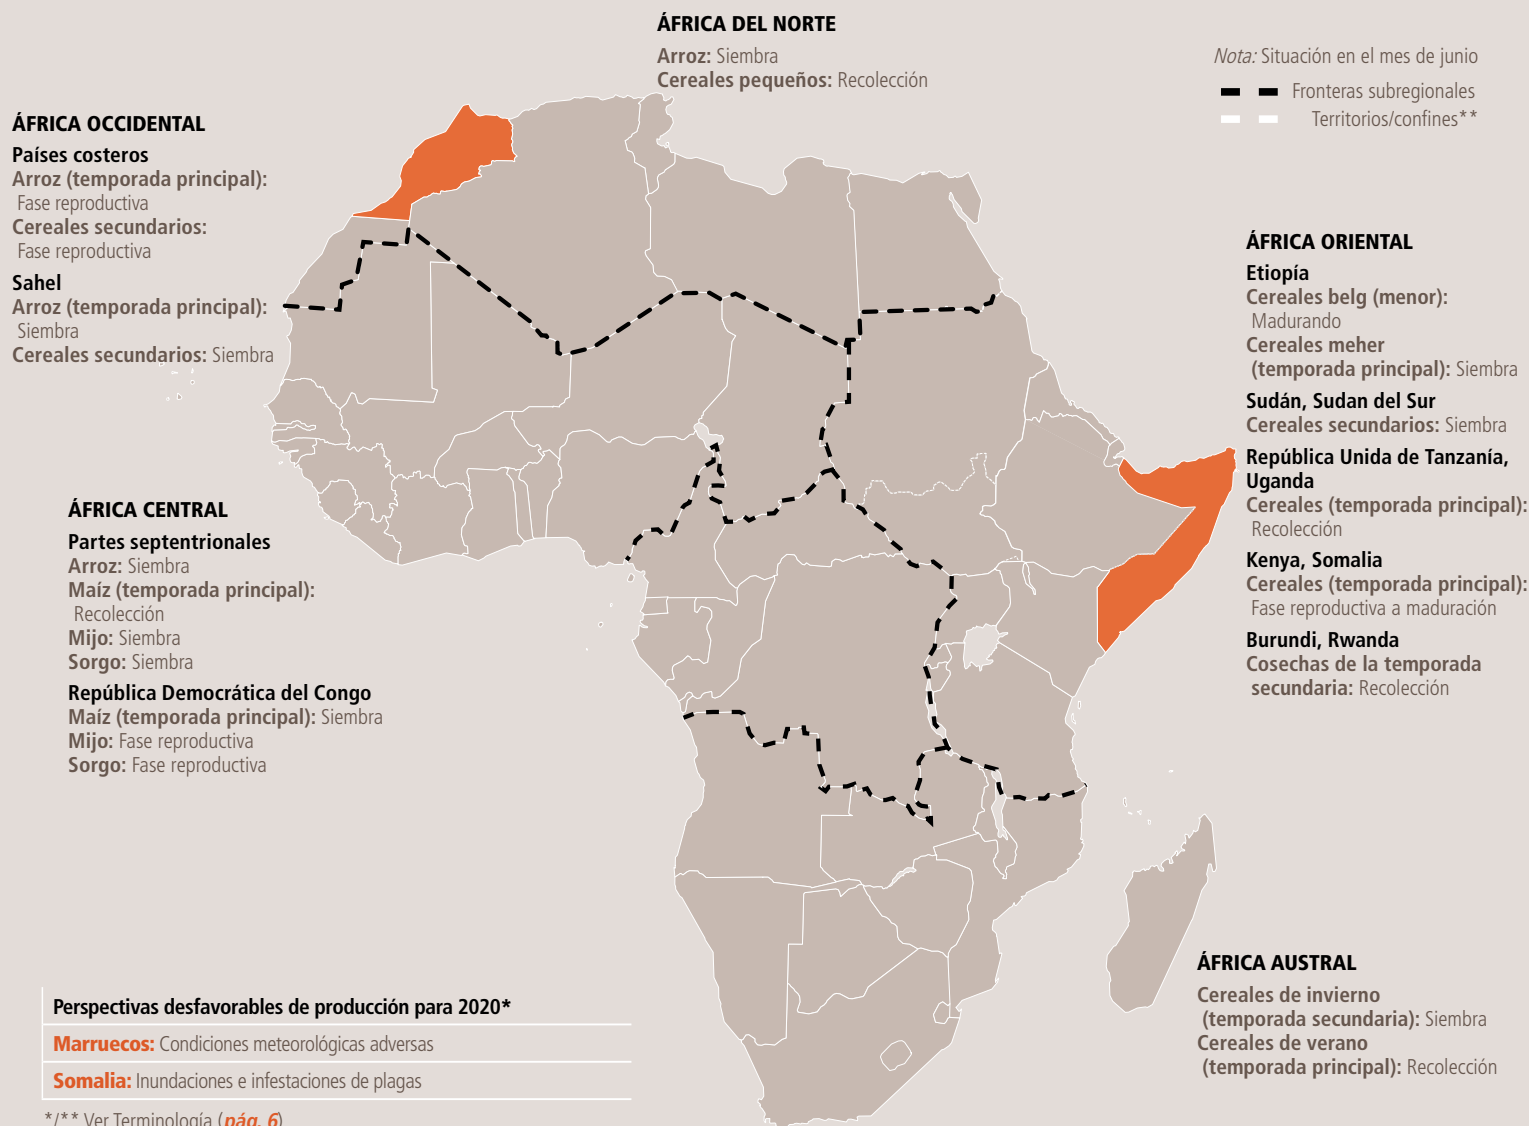 ÁFRICA DEL NORTE
Arroz: Siembra
Cereales pequeños: Recolección
Nota: Situación en el mes de junio
Fronteras subregionales
Territorios/confines**
ÁFRICA OCCIDENTAL
Países costeros
Arroz (temporada principal):
Fase reproductiva
Cereales secundarios:
Fase reproductiva
Sahel
Arroz (temporada principal):
Siembra
Cereales secundarios: Siembra
ÁFRICA CENTRAL
Partes septentrionales
Arroz: Siembra
Maíz (temporada principal):
Recolección
Mijo: Siembra
Sorgo: Siembra
República Democrática del Congo
Maíz (temporada principal): Siembra
Mijo: Fase reproductiva
Sorgo: Fase reproductiva
ÁFRICA ORIENTAL
Etiopía
Cereales belg (menor):
Madurando
Cereales meher
(temporada principal): Siembra
Sudán, Sudan del Sur
Cereales secundarios: Siembra
República Unida de Tanzanía,
Uganda
Cereales (temporada principal):
Recolección
Kenya, Somalia
Cereales (temporada principal):
Fase reproductiva a maduración
Burundi, Rwanda
Cosechas de la temporada
secundaria: Recolección
ÁFRICA AUSTRAL
Cereales de invierno
(temporada secundaria): Siembra
Cereales de verano
(temporada principal): Recolección
Perspectivas desfavorables de producción para 2020*
Marruecos: Condiciones meteorológicas adversas
Somalia: Inundaciones e infestaciones de plagas
*/** Ver Terminología (pág. 6)